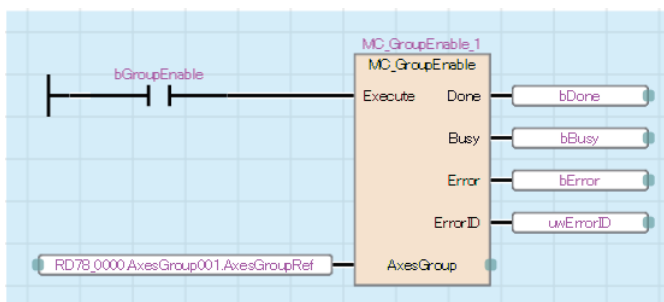 MC_GroupEnable_1
bGroupEnable
MC_GroupEnable
Execute Done bDone
Busy bBusy
Error bError
ErrorID uwErrorID
RD78_0000.AxesGroup001.AxesGroupRef AxesGroup